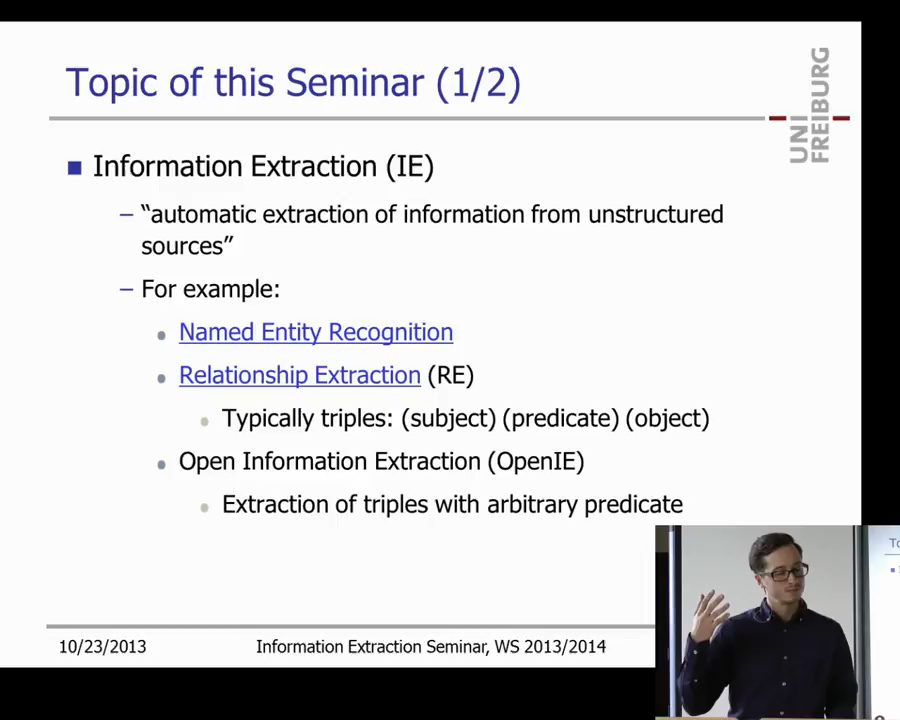 Topic of this Seminar (1/2)
UNI
FREIBURG
Information Extraction (IE)
– “automatic extraction of information from unstructured
sources”
– For example:
Named Entity Recognition
Relationship Extraction (RE)
Typically triples: (subject) (predicate) (object)
Open Information Extraction (OpenIE)
Extraction of triples with arbitrary predicate
10/23/2013
Information Extraction Seminar, WS 2013/2014